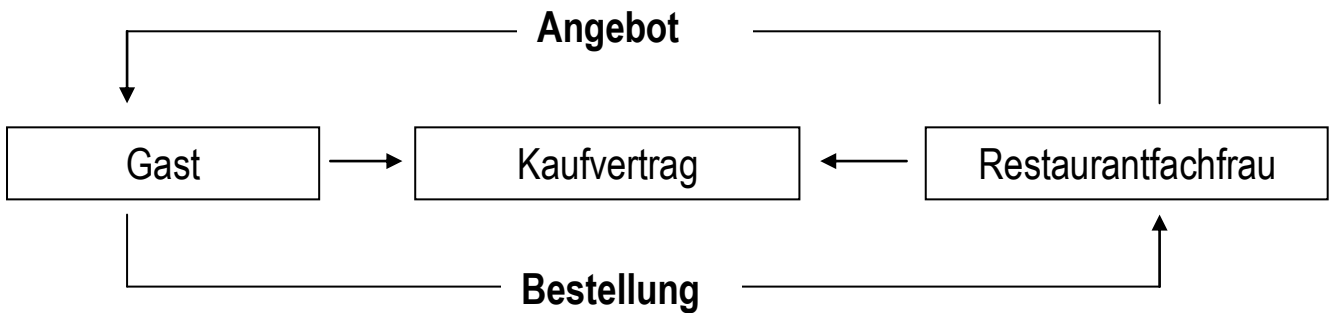 Angebot
Gast
Kaufvertrag
Restaurantfachfrau
Bestellung